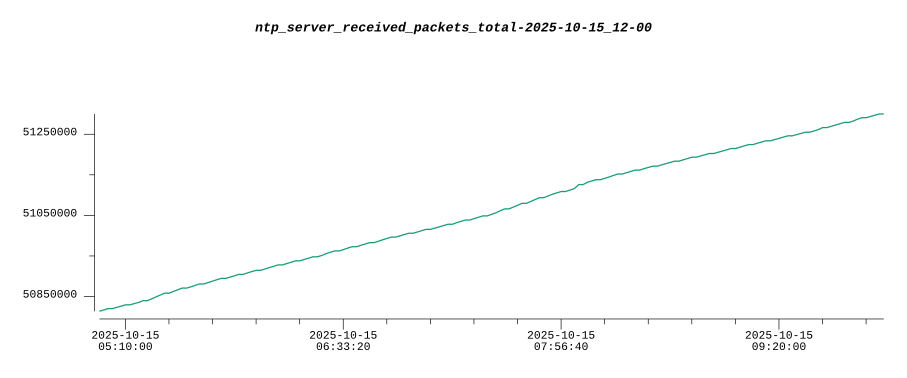 ntp_server_received_packets_total-2025-10-15_12-00
51250000
51050000
50850000
2025-10-15 2025-10-15 2025-10-15 2025-10-15
05:10:00 06:33:20 07:56:40 09:20:00